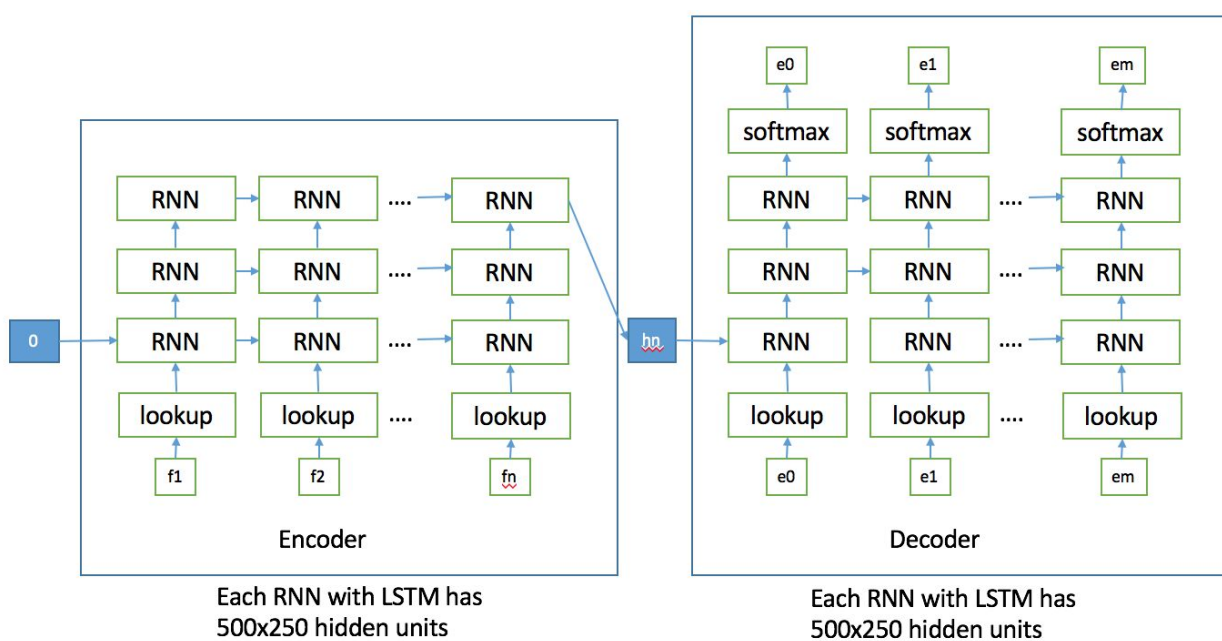 e0 e1 em
softmax softmax softmax
RNN RNN .... RNN
RNN RNN .... RNN
RNN RNN .... RNN
RNN RNN .... RNN
0
RNN RNN .... RNN
hn
RNN RNN .... RNN
lookup lookup .... lookup
lookup lookup .... lookup
f1 f2 fn
e0 e1 em
Encoder
Decoder
Each RNN with LSTM has
500x250 hidden units
Each RNN with LSTM has
500x250 hidden units